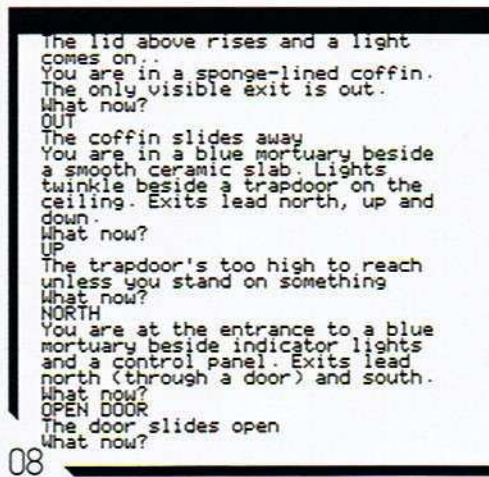 The lid above rises and a light
comes on..
You are in a sponge-lined coffin.
The only visible exit is out.
What now?
OUT
The coffin slides away
You are in a blue mortuary beside
a smooth ceramic slab. Lights
twinkle beside a trapdoor on the
ceiling. Exits lead north, up and
down.
What now?
UP
The trapdoor's too high to reach
unless you stand on something
What now?
NORTH
You are at the entrance to a blue
mortuary beside indicator lights
and a control panel. Exits lead
north (through a door) and south.
What now?
OPEN DOOR
The door slides open
What now?
08